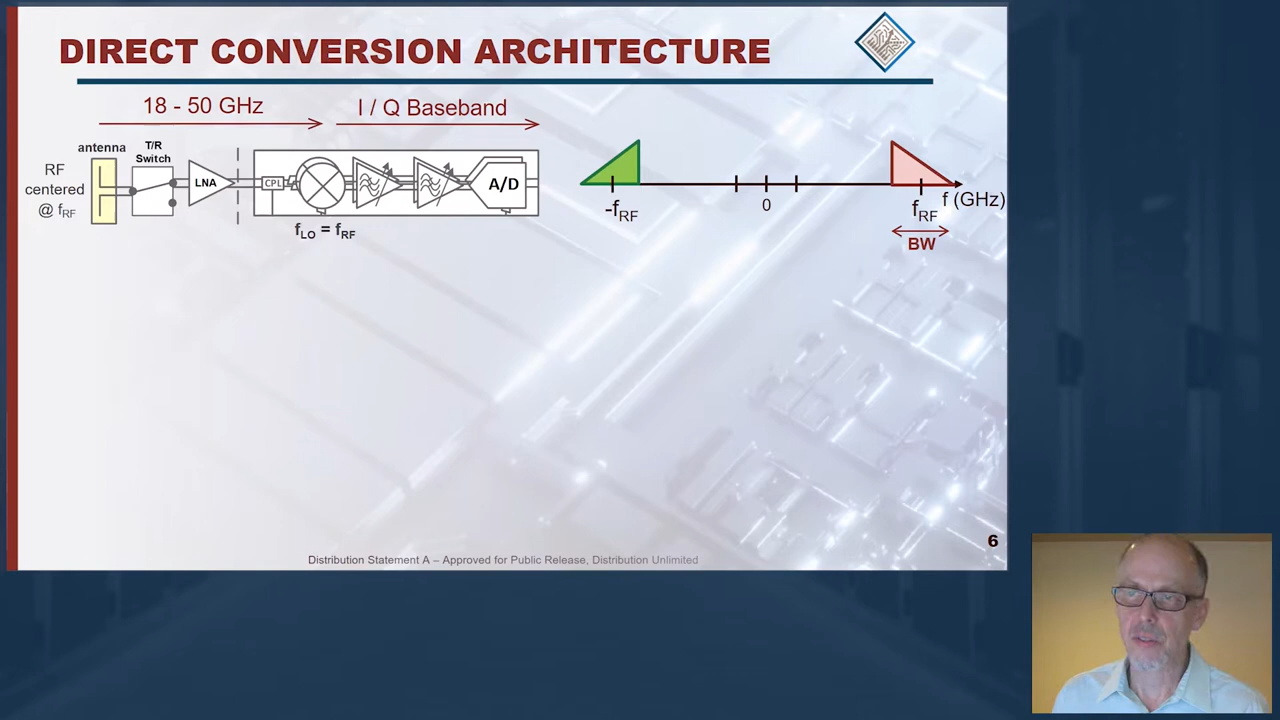 DIRECT CONVERSION ARCHITECTURE
18 - 50 GHz
I / Q Baseband
antenna
T/R
Switch
RF
centered
@ fRF
LNA
CPL
A/D
fLO = fRF
-fRF
0
fRF
f (GHz)
BW
6
Distribution Statement A – Approved for Public Release, Distribution Unlimited